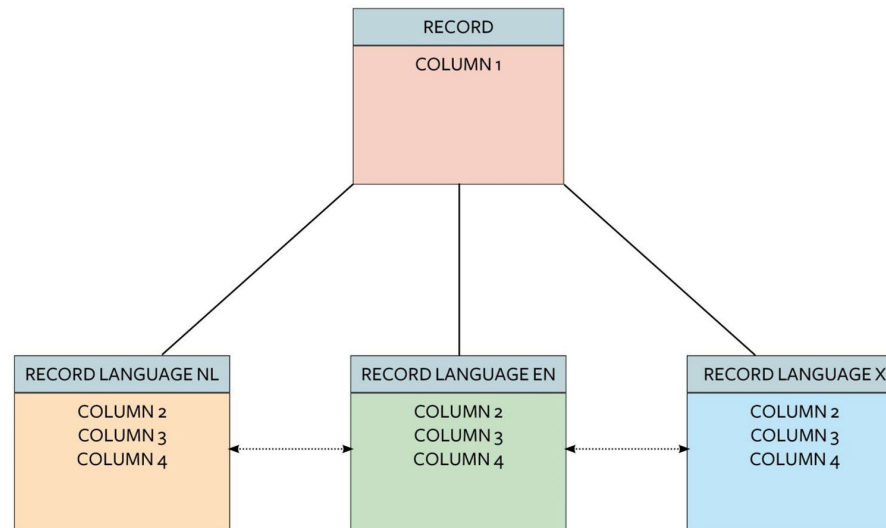 RECORD
COLUMN 1
RECORD LANGUAGE NL
COLUMN 2
COLUMN 3
COLUMN 4
RECORD LANGUAGE EN
COLUMN 2
COLUMN 3
COLUMN 4
RECORD LANGUAGE X
COLUMN 2
COLUMN 3
COLUMN 4